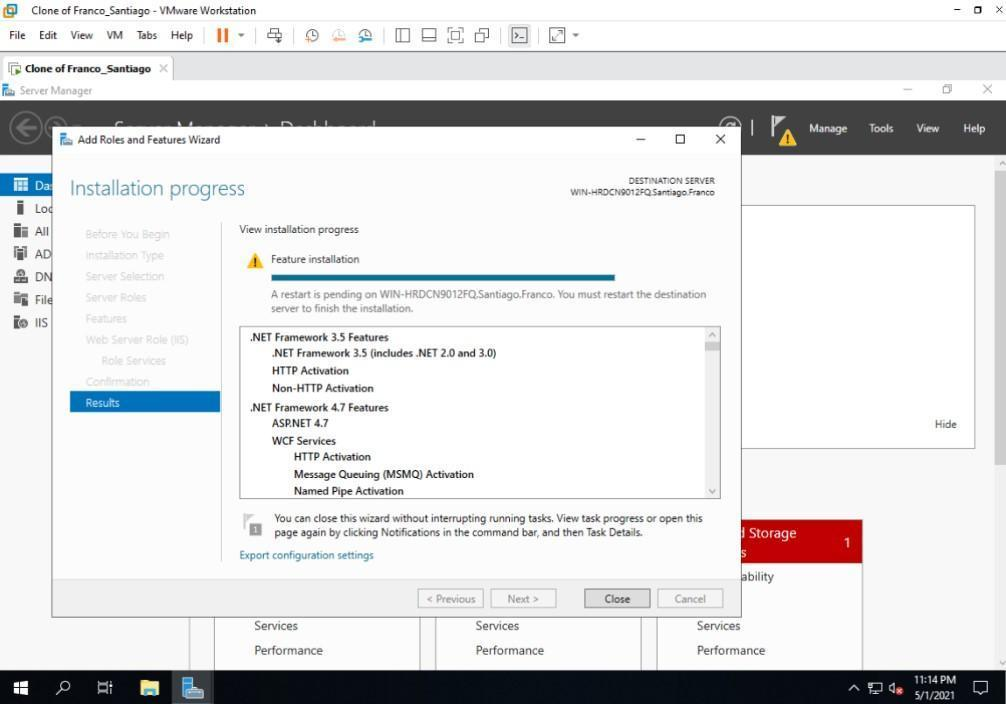 Clone of Franco_Santiago - VMware Workstation
File Edit View VM Tabs Help
Clone of Franco_Santiago
Server Manager
Manage Tools View Help
Add Roles and Features Wizard
Installation progress
DESTINATION SERVER
WIN-HRDCN9012FQ.Santiago.Franco
Das
Loc
All
AD
DN
File
IIS
Before You Begin
Installation Type
Server Selection
Server Roles
Features
Web Server Role (IIS)
Role Services
Confirmation
Results
View installation progress
Feature installation
A restart is pending on WIN-HRDCN9012FQ.Santiago.Franco. You must restart the destination
server to finish the installation.
.NET Framework 3.5 Features
.NET Framework 3.5 (includes .NET 2.0 and 3.0)
HTTP Activation
Non-HTTP Activation
.NET Framework 4.7 Features
ASP.NET 4.7
WCF Services
HTTP Activation
Message Queuing (MSMQ) Activation
Named Pipe Activation
1
You can close this wizard without interrupting running tasks. View task progress or open this
page again by clicking Notifications in the command bar, and then Task Details.
Export configuration settings
< Previous Next > Close Cancel
Hide
d Storage
s
1
ability
Services Services Services
Performance Performance Performance
11:14 PM
5/1/2021